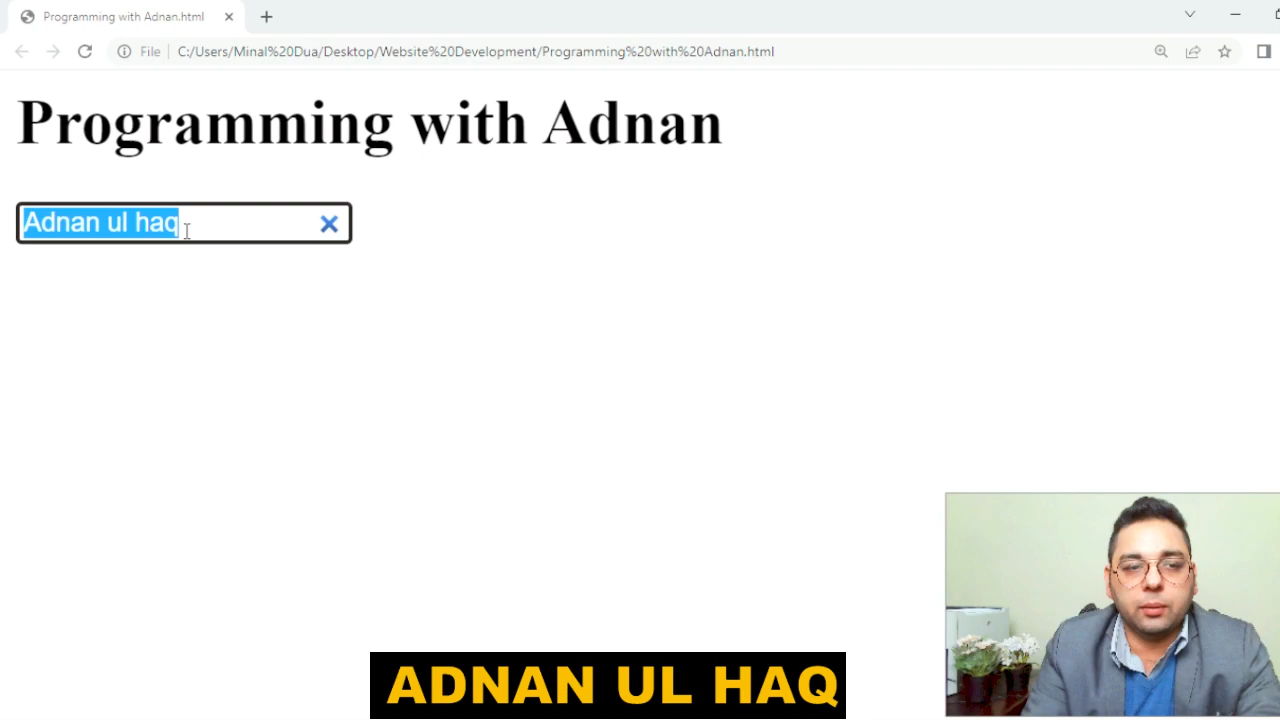 Programming with Adnan.html
File
C:/Users/Minal%20Dua/Desktop/Website%20Development/Programming%20with%20Adnan.html
Programming with Adnan
Adnan ul haq
ADNAN UL HAQ